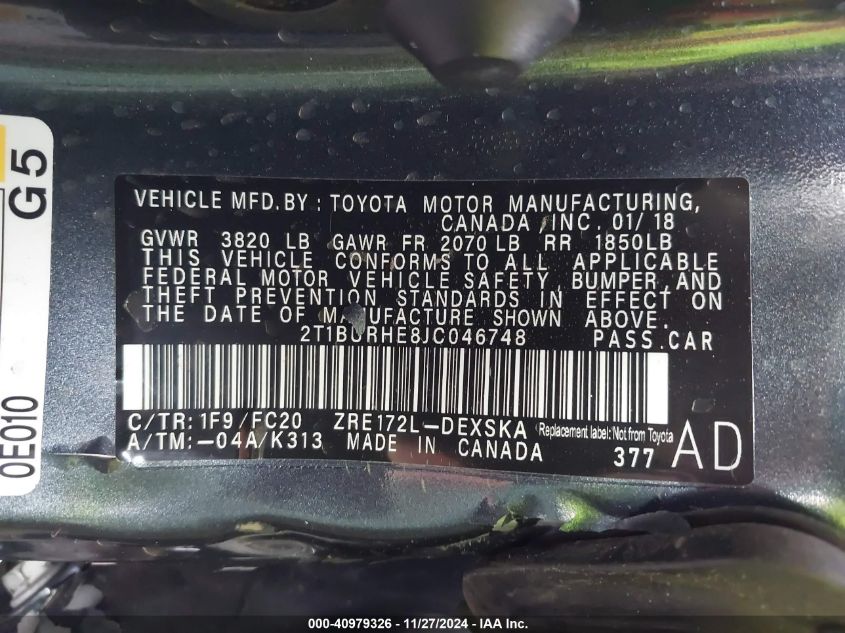 G5
0E010
VEHICLE MFD.BY : TOYOTA MOTOR MANUFACTURING,
CANADA, INC. 01/18
GVWR 3820 LB GAWR FR 2070 LB RR 1850LB
THIS VEHICLE CONFORMS TO ALL APPLICABLE
FEDERAL MOTOR VEHICLE SAFETY, BUMPER, AND
THEFT PREVENTION STANDARDS IN EFFECT ON
THE DATE OF MANUFACTURE SHOWN ABOVE.
2T1BURHE8JC046748 PASS.CAR
C/TR: 1F9/FC20 ZRE172L-DEXSKA Replacement label: Not from Toyota
A/TM:-04A/K313 MADE IN CANADA 377 AD
000-40979326 - 11/27/2024 - IAA Inc.